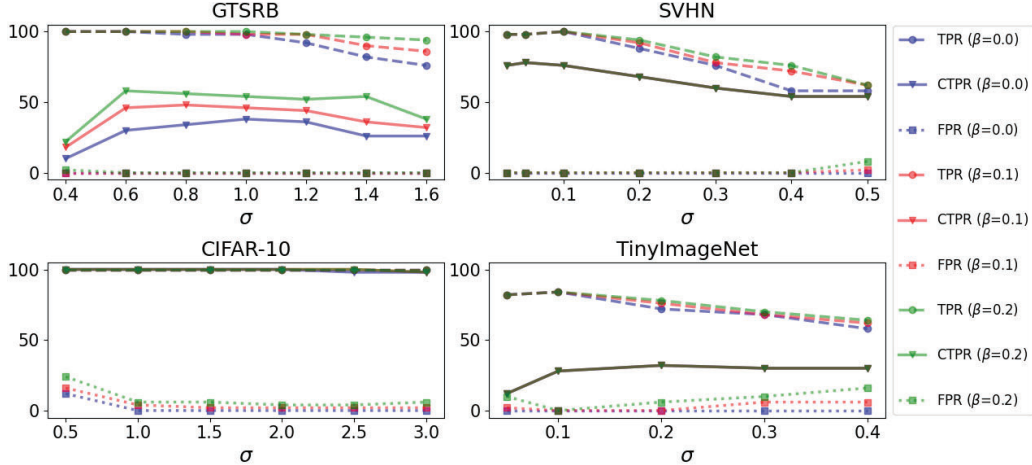 GTSRB
100
50
0
0.4 0.6 0.8 1.0 1.2 1.4 1.6
σ
SVHN
100
50
0
0.1 0.2 0.3 0.4 0.5
σ
CIFAR-10
100
50
0
0.5 1.0 1.5 2.0 2.5 3.0
σ
TinyImageNet
100
50
0
0.1 0.2 0.3 0.4
σ
TPR (β=0.0)
CTPR (β=0.0)
FPR (β=0.0)
TPR (β=0.1)
CTPR (β=0.1)
FPR (β=0.1)
TPR (β=0.2)
CTPR (β=0.2)
FPR (β=0.2)